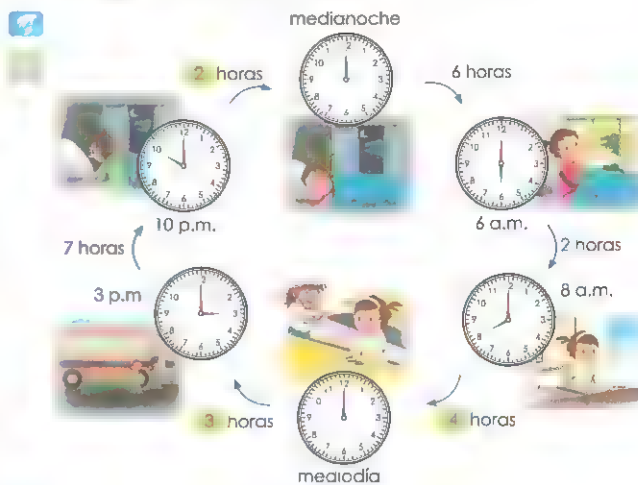 medianoche
2 horas
6 horas
10 p.m.
6 a.m.
7 horas
2 horas
3 p.m
8 a.m.
3 horas
4 horas
mediodía